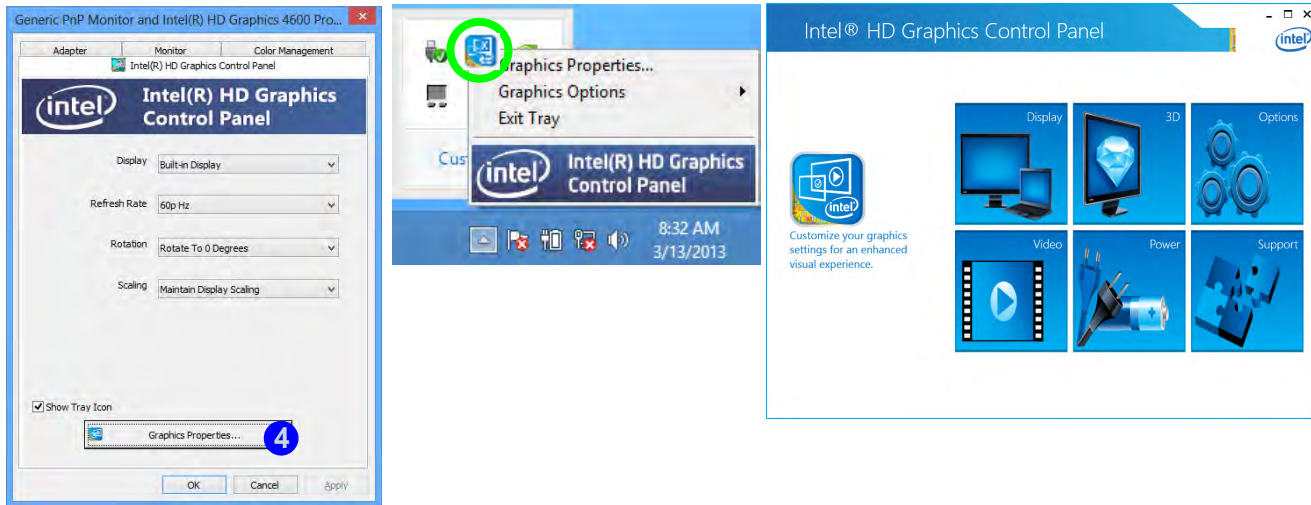 Generic PnP Monitor and Intel(R) HD Graphics 4600 Pro...
Adapter
Monitor
Color Management
Intel(R) HD Graphics Control Panel
intel
Intel(R) HD Graphics
Control Panel
Display
Built-in Display
Refresh Rate
60p Hz
Rotation
Rotate To 0 Degrees
Scaling
Maintain Display Scaling
Show Tray Icon
Graphics Properties...
4
OK
Cancel
Apply
Graphics Properties...
Graphics Options
Exit Tray
Cus
intel
Intel(R) HD Graphics
Control Panel
8:32 AM
3/13/2013
Intel® HD Graphics Control Panel
intel
Display
3D
Options
intel
Customize your graphics
settings for an enhanced
visual experience.
Video
Power
Support